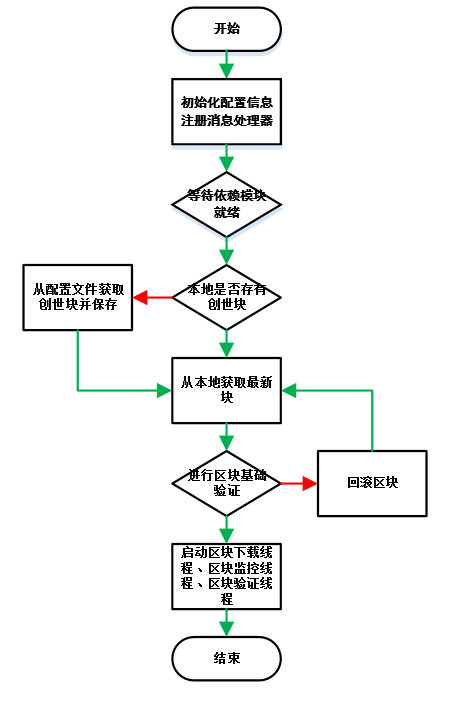 开始
初始化配置信息
注册消息处理器
等待依赖模块
就绪
本地是否存有
创世块
从配置文件获取
创世块并保存
从本地获取最新
块
进行区块基础
验证
回滚区块
启动区块下载线
程、区块监控线
程、区块验证线
程
结束